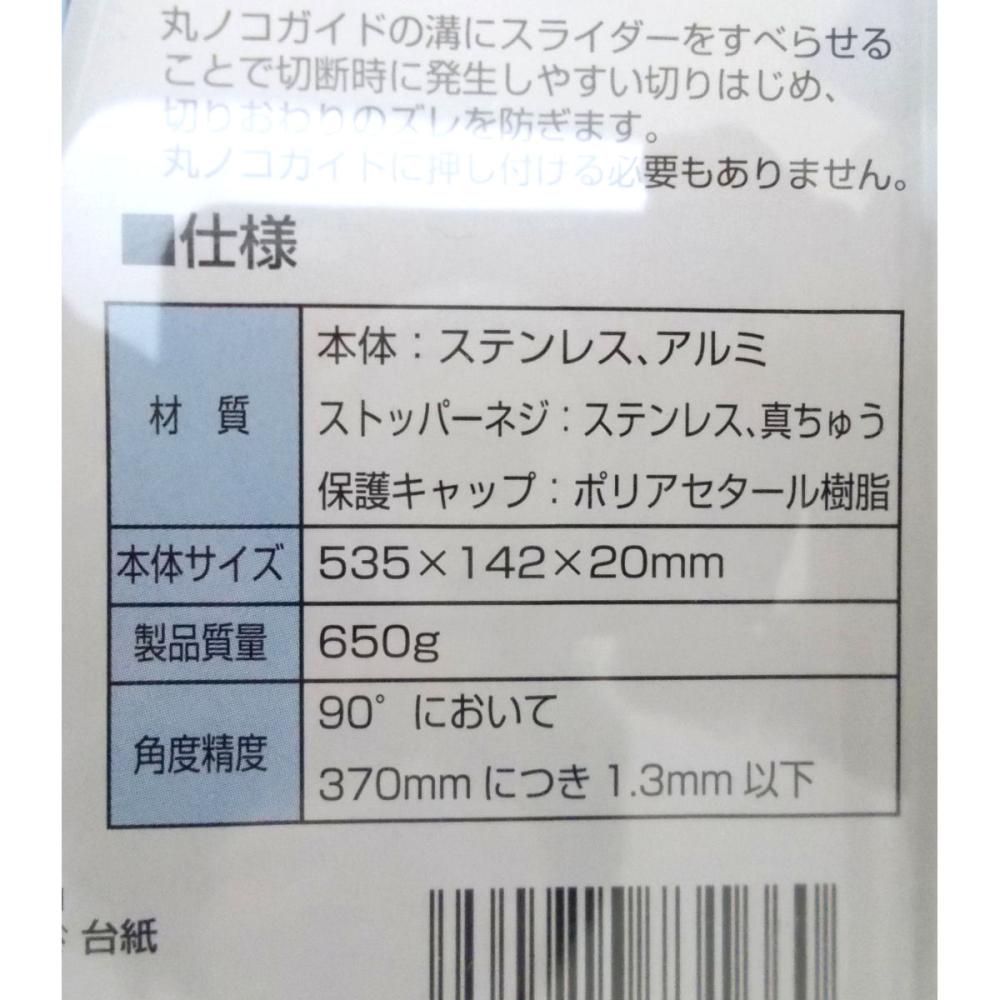 丸ノコガイドの溝にスライダーをすべらせる
ことで切断時に発生しやすい切りはじめ、
切りおわりのズレを防ぎます。
丸ノコガイドに押し付ける必要もありません。
■仕様
材 質
本体：ステンレス、アルミ
ストッパーネジ：ステンレス、真ちゅう
保護キャップ：ポリアセタール樹脂
本体サイズ 535×142×20mm
製品質量 650g
角度精度
90°において
370mmにつき1.3mm以下
台紙